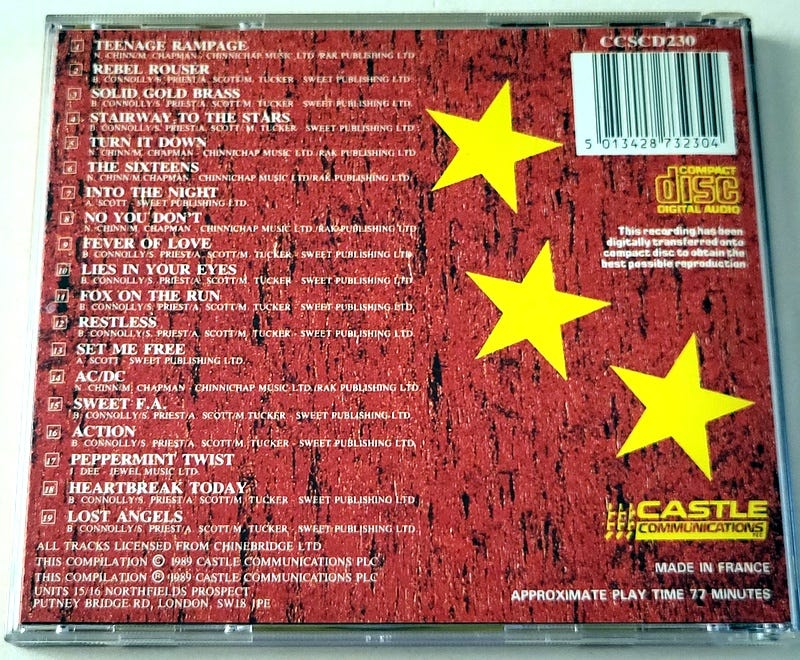 1 TEENAGE RAMPAGE
N. CHINN/M. CHAPMAN - CHINNICHAP MUSIC LTD./RAK PUBLISHING LTD
2 REBEL ROUSER
B. CONNOLLY/S. PRIEST/A. SCOTT/M. TUCKER - SWEET PUBLISHING LTD.
3 SOLID GOLD BRASS
B. CONNOLLY/S. PRIEST/A. SCOTT/M. TUCKER - SWEET PUBLISHING LTD.
4 STAIRWAY TO THE STARS
B. CONNOLLY/S. PRIEST/A. SCOTT/M. TUCKER - SWEET PUBLISHING LTD.
5 TURN IT DOWN
N. CHINN/M. CHAPMAN - CHINNICHAP MUSIC LTD./RAK PUBLISHING LTD
6 THE SIXTEENS
N. CHINN/M. CHAPMAN - CHINNICHAP MUSIC LTD/RAK PUBLISHING LTD.
7 INTO THE NIGHT
A. SCOTT - SWEET PUBLISHING LTD.
8 NO YOU DON'T
N. CHINN/M. CHAPMAN - CHINNICHAP MUSIC LTD./RAK PUBLISHING LTD
9 FEVER OF LOVE
B. CONNOLLY/S. PRIEST/A. SCOTT/M. TUCKER - SWEET PUBLISHING LTD
10 LIES IN YOUR EYES
B. CONNOLLY/S. PRIEST/A. SCOTT/M. TUCKER - SWEET PUBLISHING LTD.
11 FOX ON THE RUN
B. CONNOLLY/S. PRIEST/A. SCOTT/M. TUCKER - SWEET PUBLISHING LTD.
12 RESTLESS
B. CONNOLLY/S. PRIEST/A. SCOTT/M. TUCKER - SWEET PUBLISHING LTD.
13 SET ME FREE
A. SCOTT - SWEET PUBLISHING LTD.
14 AC/DC
N. CHINN/M. CHAPMAN - CHINNICHAP MUSIC LTD./RAK PUBLISHING LTD
15 SWEET F.A.
B. CONNOLLY/S. PRIEST/A. SCOTT/M. TUCKER - SWEET PUBLISHING LTD.
16 ACTION
B. CONNOLLY/S. PRIEST/A. SCOTT/M. TUCKER - SWEET PUBLISHING LTD
17 PEPPERMINT TWIST
J. DEE - JEWEL MUSIC LTD.
18 HEARTBREAK TODAY
B. CONNOLLY/S. PRIEST/A. SCOTT/M. TUCKER - SWEET PUBLISHING LTD
19 LOST ANGELS
B. CONNOLLY/S. PRIEST/A. SCOTT/M. TUCKER - SWEET PUBLISHING LTD
ALL TRACKS LICENSED FROM CHINEBRIDGE LTD
THIS COMPILATION © 1989 CASTLE COMMUNICATIONS PLC
THIS COMPILATION ℗ 1989 CASTLE COMMUNICATIONS PLC
UNITS 15/16 NORTHFIELDS PROSPECT
PUTNEY BRIDGE RD, LONDON, SW18 1PE
CCSCD230
5 013428 732304
COMPACT
disc
DIGITAL AUDIO
This recording has been
digitally transferred onto
compact disc to obtain the
best possible reproduction
CASTLE
COMMUNICATIONS
PLC
MADE IN FRANCE
APPROXIMATE PLAY TIME 77 MINUTES